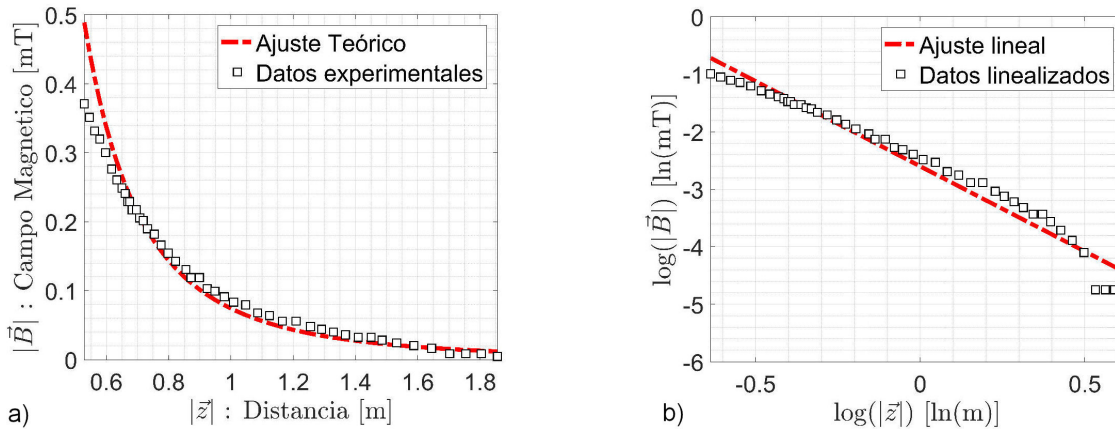 Ajuste Teórico
Datos experimentales
0.5
0.4
0.3
0.2
0.1
0
0.6 0.8 1 1.2 1.4 1.6 1.8
|B⃗| : Campo Magnetico [mT]
|z⃗| : Distancia [m]
a)
Ajuste lineal
Datos linealizados
0
-1
-2
-3
-4
-5
-6
-0.5 0 0.5
log(|B⃗|) [ln(mT)]
log(|z⃗|) [ln(m)]
b)